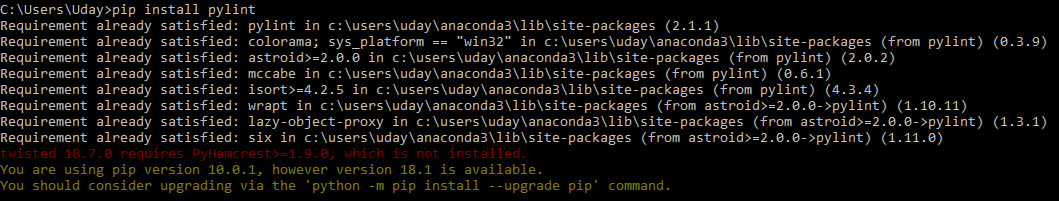 C:\Users\Uday>pip install pylint
Requirement already satisfied: pylint in c:\users\uday\anaconda3\lib\site-packages (2.1.1)
Requirement already satisfied: colorama; sys_platform == "win32" in c:\users\uday\anaconda3\lib\site-packages (from pylint) (0.3.9)
Requirement already satisfied: astroid>=2.0.0 in c:\users\uday\anaconda3\lib\site-packages (from pylint) (2.0.2)
Requirement already satisfied: mccabe in c:\users\uday\anaconda3\lib\site-packages (from pylint) (0.6.1)
Requirement already satisfied: isort>=4.2.5 in c:\users\uday\anaconda3\lib\site-packages (from pylint) (4.3.4)
Requirement already satisfied: wrapt in c:\users\uday\anaconda3\lib\site-packages (from astroid>=2.0.0->pylint) (1.10.11)
Requirement already satisfied: lazy-object-proxy in c:\users\uday\anaconda3\lib\site-packages (from astroid>=2.0.0->pylint) (1.3.1)
Requirement already satisfied: six in c:\users\uday\anaconda3\lib\site-packages (from astroid>=2.0.0->pylint) (1.11.0)
twisted 18.7.0 requires PyHamcrest>=1.9.0, which is not installed.
You are using pip version 10.0.1, however version 18.1 is available.
You should consider upgrading via the 'python -m pip install --upgrade pip' command.